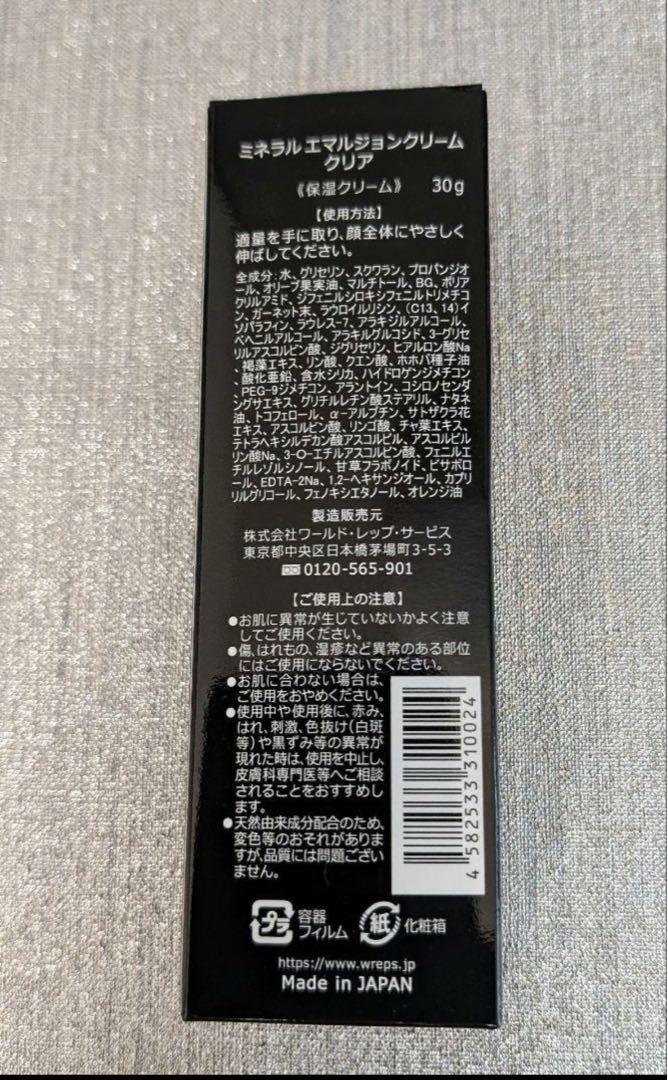 ミネラル エマルジョンクリーム
クリア
《保湿クリーム》 30g
【使用方法】
適量を手に取り、顔全体にやさしく
伸ばしてください。
全成分：水、グリセリン、スクワラン、プロパンジオ
ール、オリーブ果実油、マルチトール、BG、ポリア
クリルアミド、ジフェニルシロキシフェニルトリメチコ
ン、ガーネット末、ラウロイルリシン、（C13、14）イ
ソパラフィン、ラウレス-7、アラキジルアルコール、
ベヘニルアルコール、アラキルグルコシド、3-グリセ
リルアスコルビン酸、ジグリセリン、ヒアルロン酸Na
、褐藻エキス、リン酸、クエン酸、ホホバ種子油
、酸化亜鉛、含水シリカ、ハイドロゲンジメチコン
、PEG-9ジメチコン、アラントイン、コシロノセンダ
ングサエキス、グリチルレチン酸ステアリル、ナタネ
油、トコフェロール、α-アルブチン、サトザクラ花
エキス、アスコルビン酸、リンゴ酸、チャ葉エキス、
テトラヘキシルデカン酸アスコルビル、アスコルビル
リン酸Na、3-O-エチルアスコルビン酸、フェニルエ
チルレゾルシノール、甘草フラボノイド、ビサボロ
ール、EDTA-2Na、1,2-ヘキサンジオール、カプリ
リルグリコール、フェノキシエタノール、オレンジ油
製造販売元
株式会社ワールド・レップ・サービス
東京都中央区日本橋茅場町3-5-3
0120-565-901
【ご使用上の注意】
●お肌に異常が生じていないかよく注意
してご使用ください。
●傷、はれもの、湿疹など異常のある部位
にはご使用にならないでください。
●お肌に合わない場合は、
ご使用をおやめください。
●使用中や使用後に、赤み、
はれ、刺激、色抜け（白斑
等）や黒ずみ等の異常が
現れた時は、使用を中止し、
皮膚科専門医等へご相談
されることをおすすめし
ます。
●天然由来成分配合のため、
変色等のおそれがありま
すが、品質には問題ござい
ません。
4 582533 310024
プラ 容器
フィルム
紙 化粧箱
https://www.wreps.jp
Made in JAPAN